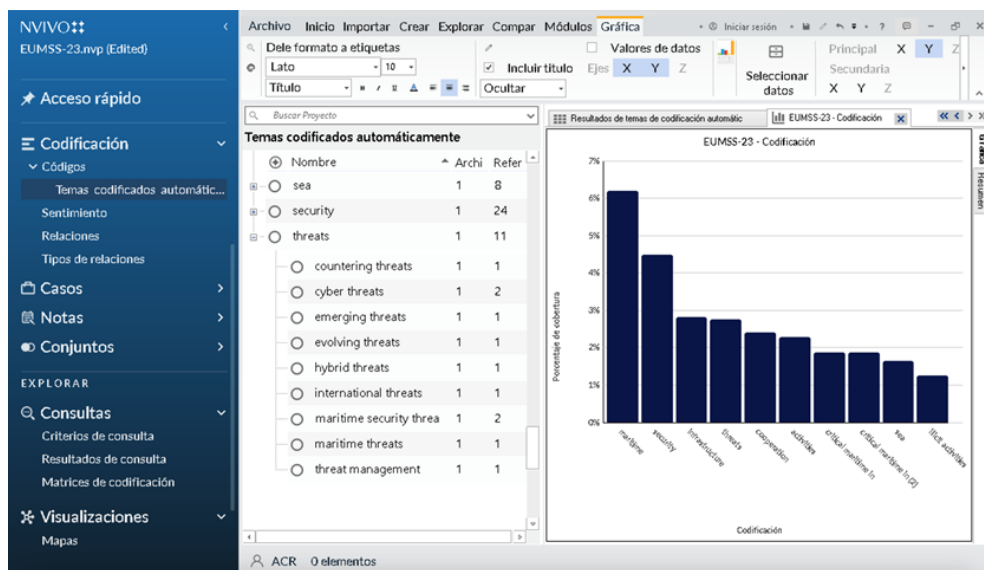 NVIVO
EUMSS-23.nvp (Edited)
Acceso rápido
Codificación
Códigos
Temas codificados automátic...
Sentimiento
Relaciones
Tipos de relaciones
Casos
Notas
Conjuntos
EXPLORAR
Consultas
Criterios de consulta
Resultados de consulta
Matrices de codificación
Visualizaciones
Mapas
Archivo Inicio Importar Crear Explorar Compar Módulos Gráfica Iniciar sesión ?
Dele formato a etiquetas
Lato 10
Título
Incluir título
Ocultar
Valores de datos
Ejes X Y Z
Seleccionar
datos
Principal X Y Z
Secundaria
X Y Z
Buscar Proyecto
Temas codificados automáticamente
Nombre Archi Refer
sea 1 8
security 1 24
threats 1 11
countering threats 1 1
cyber threats 1 2
emerging threats 1 1
evolving threats 1 1
hybrid threats 1 1
international threats 1 1
maritime security threa 1 2
maritime threats 1 1
threat management 1 1
Resultados de temas de codificación automátic
EUMSS-23 - Codificación
Gráfica
Resumen
EUMSS-23 - Codificación
Porcentaje de cobertura
7%
6%
5%
4%
3%
2%
1%
0%
maritime
security
infrastructure
threats
cooperation
activities
critical maritime in
critical maritime in (2)
sea
illicit activities
Codificación
ACR 0 elementos